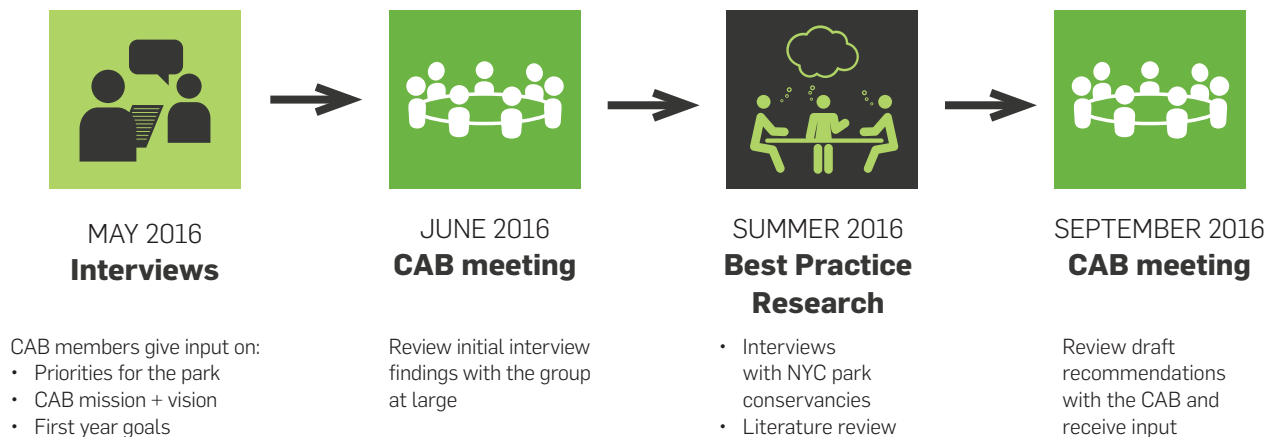 MAY 2016
Interviews
CAB members give input on:
• Priorities for the park
• CAB mission + vision
• First year goals
JUNE 2016
CAB meeting
Review initial interview
findings with the group
at large
SUMMER 2016
Best Practice
Research
• Interviews
with NYC park
conservancies
• Literature review
SEPTEMBER 2016
CAB meeting
Review draft
recommendations
with the CAB and
receive input